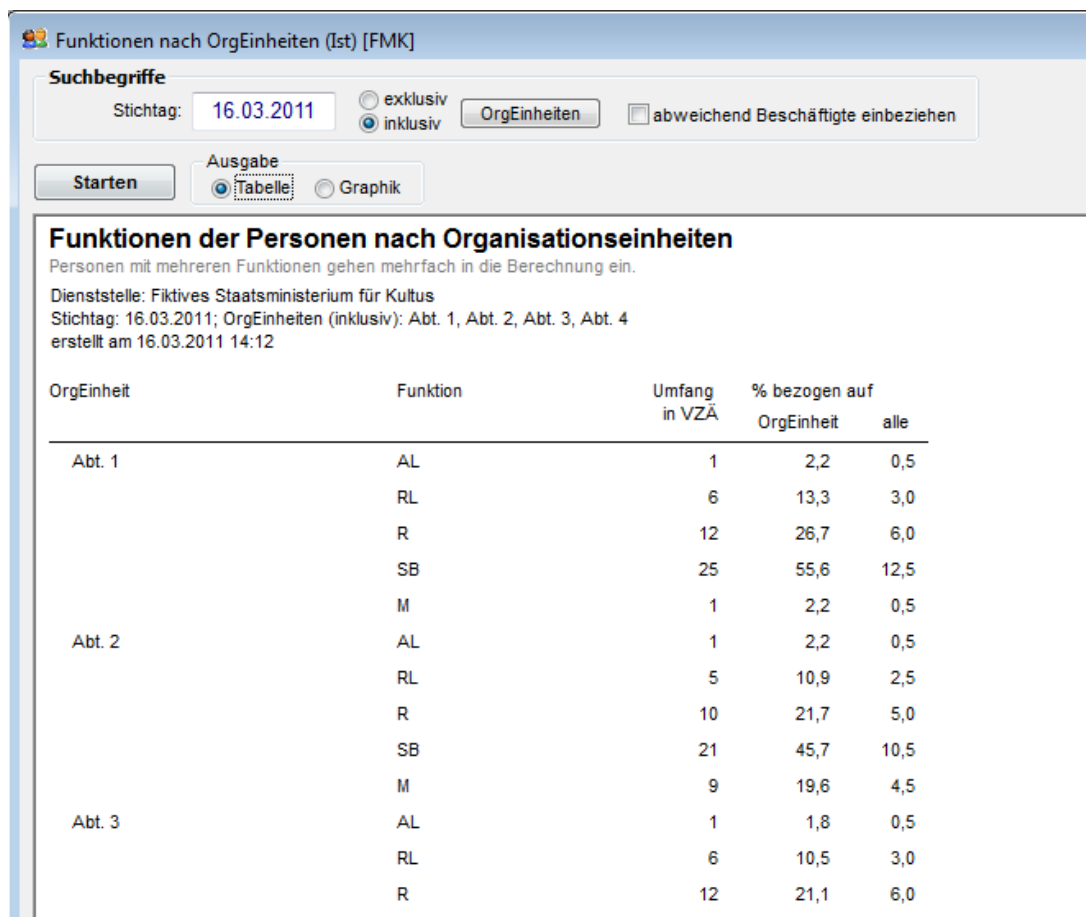 Funktionen nach OrgEinheiten (Ist) [FMK]
Suchbegriffe
Stichtag: 16.03.2011 exklusiv
inklusiv OrgEinheiten abweichend Beschäftigte einbeziehen
Starten Ausgabe
Tabelle Graphik
Funktionen der Personen nach Organisationseinheiten
Personen mit mehreren Funktionen gehen mehrfach in die Berechnung ein.
Dienststelle: Fiktives Staatsministerium für Kultus
Stichtag: 16.03.2011; OrgEinheiten (inklusiv): Abt. 1, Abt. 2, Abt. 3, Abt. 4
erstellt am 16.03.2011 14:12
OrgEinheit Funktion Umfang % bezogen auf
in VZÄ OrgEinheit alle
Abt. 1 AL 1 2,2 0,5
RL 6 13,3 3,0
R 12 26,7 6,0
SB 25 55,6 12,5
M 1 2,2 0,5
Abt. 2 AL 1 2,2 0,5
RL 5 10,9 2,5
R 10 21,7 5,0
SB 21 45,7 10,5
M 9 19,6 4,5
Abt. 3 AL 1 1,8 0,5
RL 6 10,5 3,0
R 12 21,1 6,0